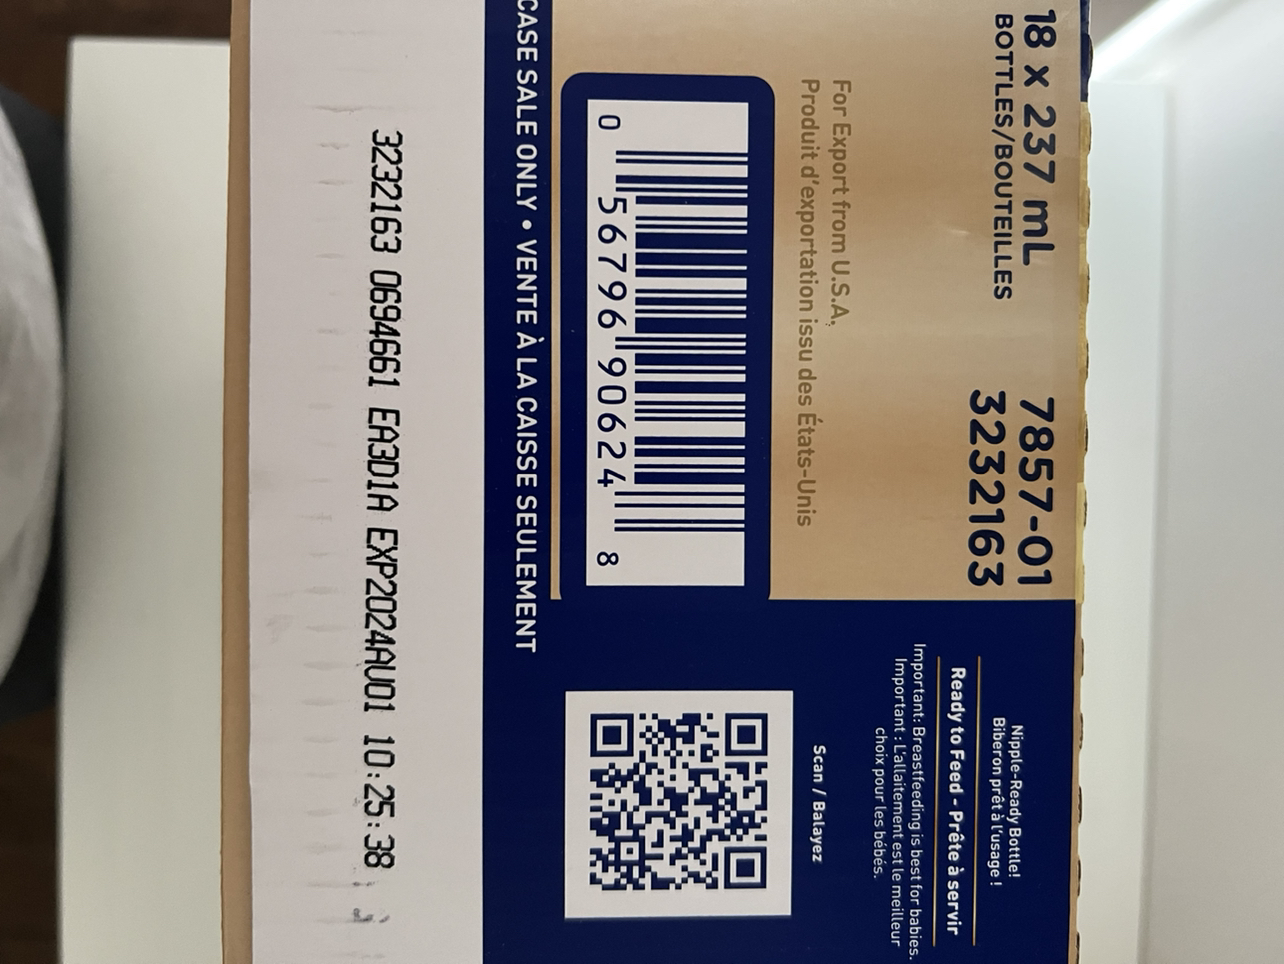 18 x 237 mL
BOTTLES/BOUTEILLES
7857-01
3232163
Nipple-Ready Bottle!
Biberon prêt à l'usage !
Ready to Feed - Prête à servir
Important: Breastfeeding is best for babies.
Important : L'allaitement est le meilleur
choix pour les bébés.
For Export from U.S.A.
Produit d'exportation issu des États-Unis
0 56796 90624 8
Scan / Balayez
CASE SALE ONLY • VENTE À LA CAISSE SEULEMENT
3232163 0694661 EA3D1A EXP2024AU01 10:25:38